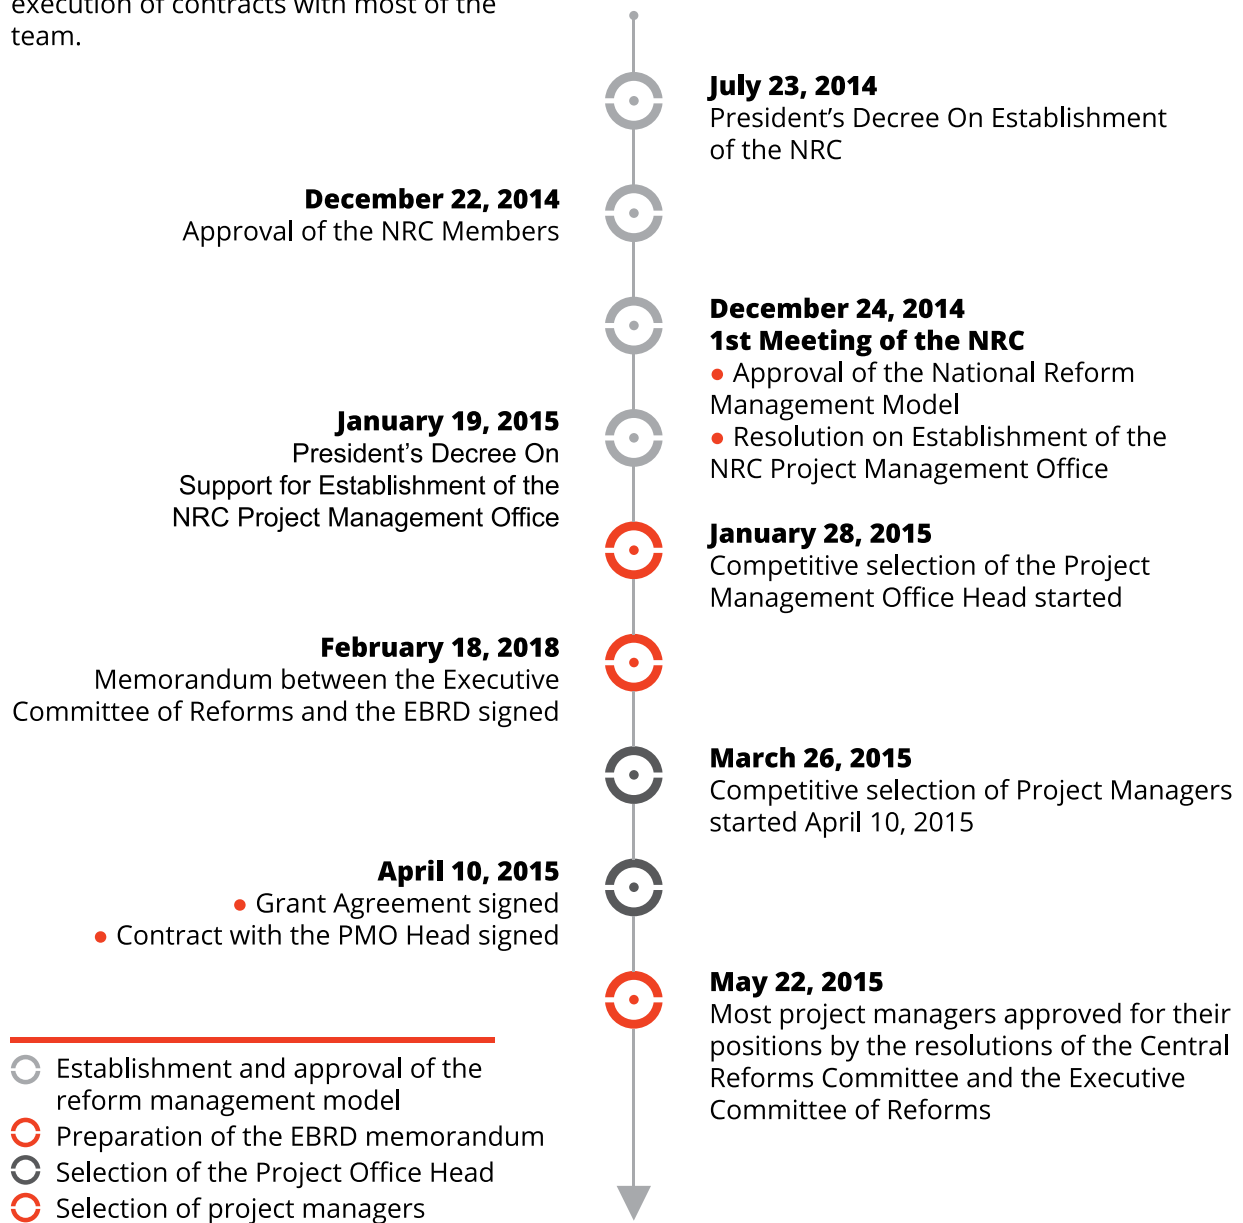 execution of contracts with most of the
team.
July 23, 2014
President’s Decree On Establishment
of the NRC
December 22, 2014
Approval of the NRC Members
December 24, 2014
1st Meeting of the NRC
• Approval of the National Reform
Management Model
• Resolution on Establishment of the
NRC Project Management Office
January 19, 2015
President’s Decree On
Support for Establishment of the
NRC Project Management Office
January 28, 2015
Competitive selection of the Project
Management Office Head started
February 18, 2018
Memorandum between the Executive
Committee of Reforms and the EBRD signed
March 26, 2015
Competitive selection of Project Managers
started April 10, 2015
April 10, 2015
• Grant Agreement signed
• Contract with the PMO Head signed
May 22, 2015
Most project managers approved for their
positions by the resolutions of the Central
Reforms Committee and the Executive
Committee of Reforms
Establishment and approval of the
reform management model
Preparation of the EBRD memorandum
Selection of the Project Office Head
Selection of project managers